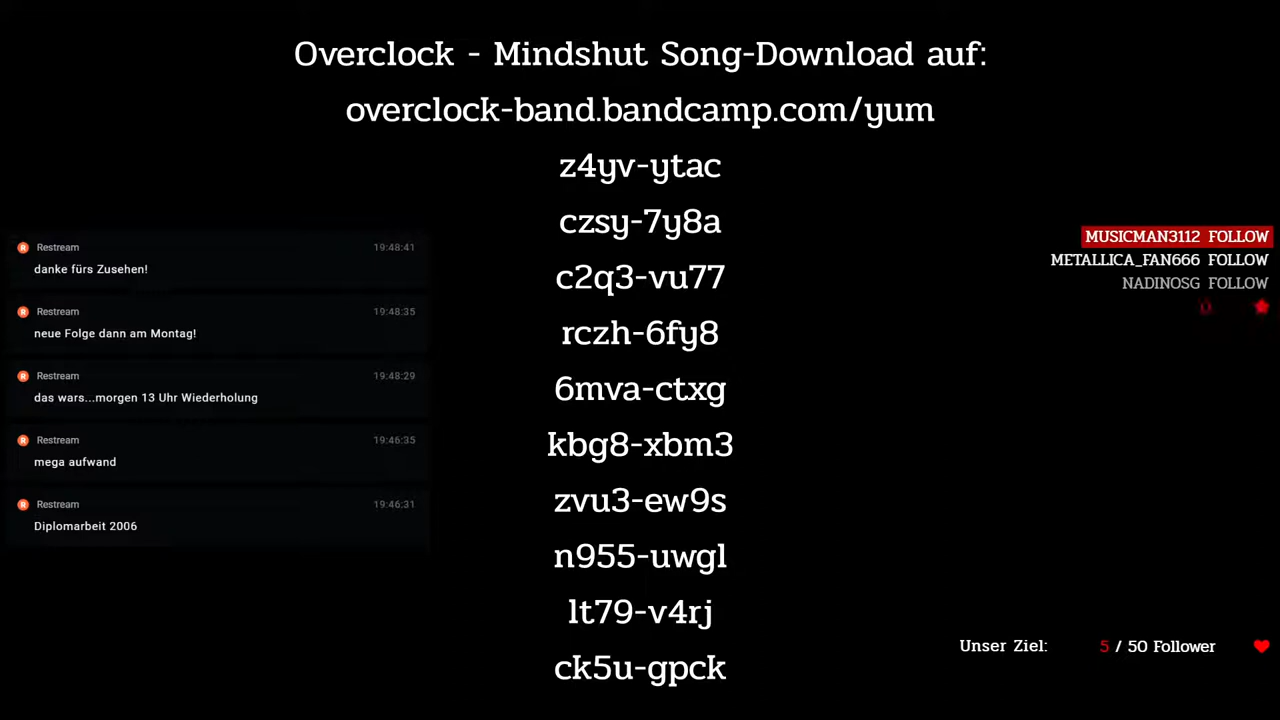 Overclock - Mindshut Song-Download auf:
overclock-band.bandcamp.com/yum
z4yv-ytac
czsy-7y8a
c2q3-vu77
rczh-6fy8
6mva-ctxg
kbg8-xbm3
zvu3-ew9s
n955-uwgl
lt79-v4rj
ck5u-gpck
Restream 19:48:41
danke fürs Zusehen!
Restream 19:48:35
neue Folge dann am Montag!
Restream 19:48:29
das wars...morgen 13 Uhr Wiederholung
Restream 19:46:35
mega aufwand
Restream 19:46:31
Diplomarbeit 2006
MUSICMAN3112 FOLLOW
METALLICA_FAN666 FOLLOW
NADINOSG FOLLOW
Unser Ziel: 5 / 50 Follower